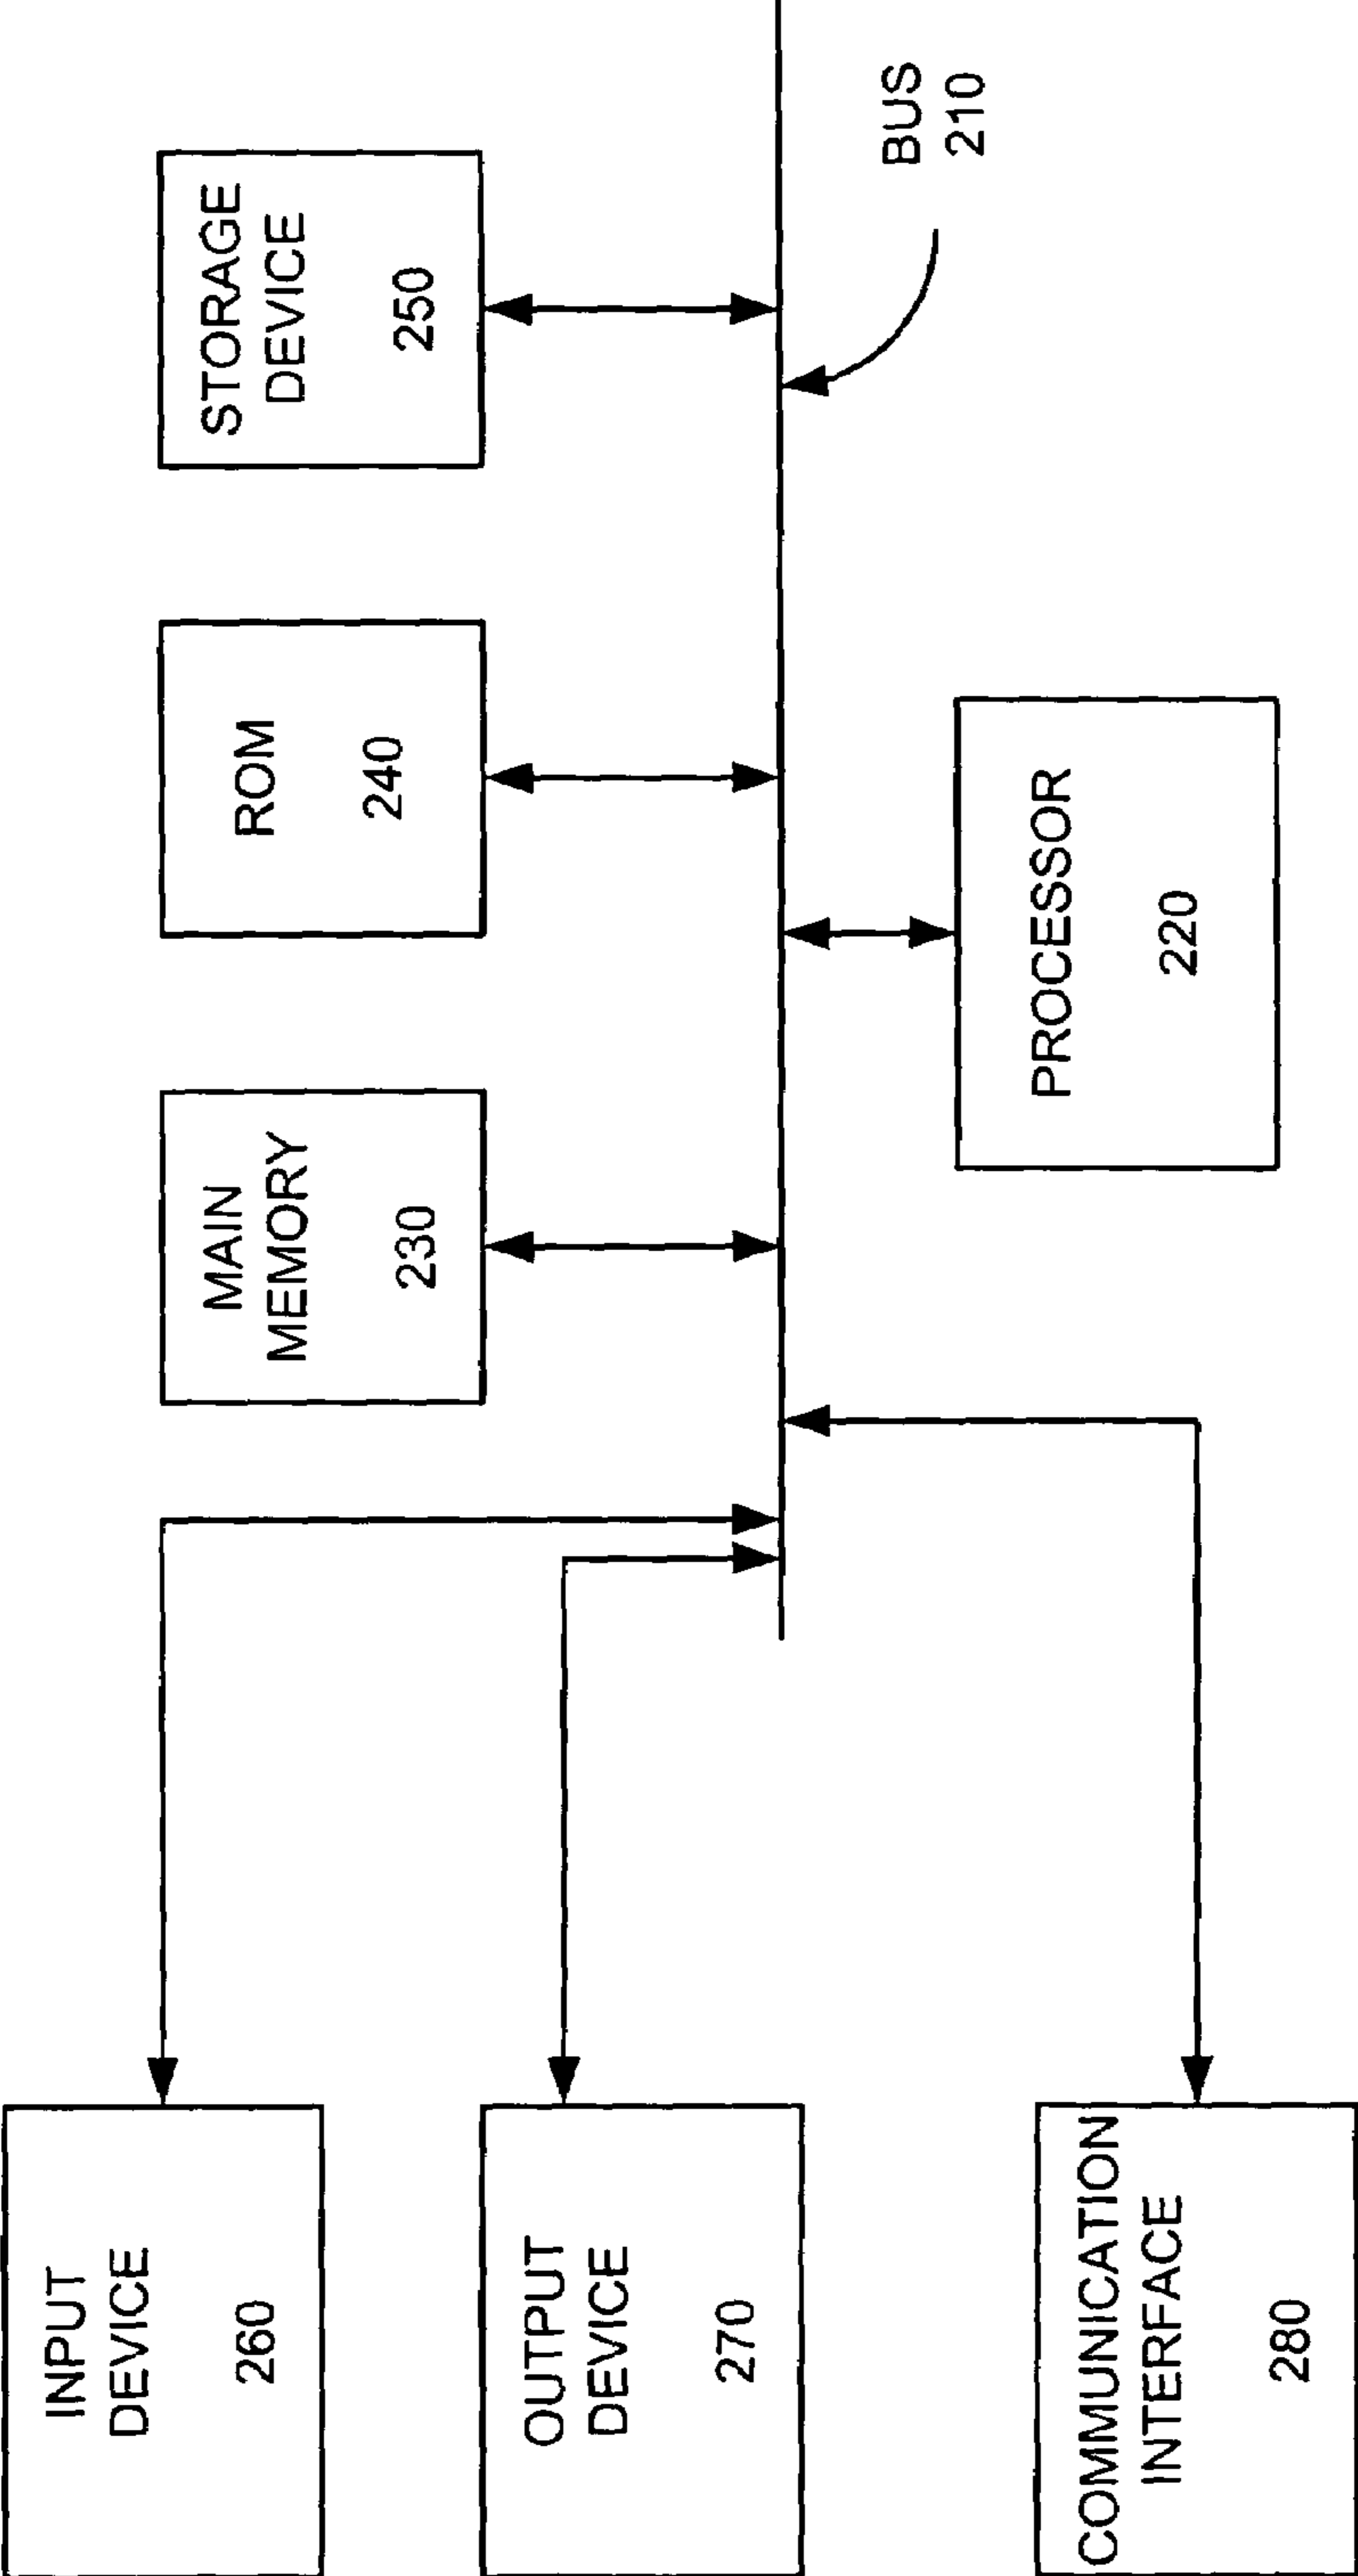 INPUT
DEVICE
260
MAIN
MEMORY
230
ROM
240
STORAGE
DEVICE
250
OUTPUT
DEVICE
270
BUS
210
PROCESSOR
220
COMMUNICATION
INTERFACE
280